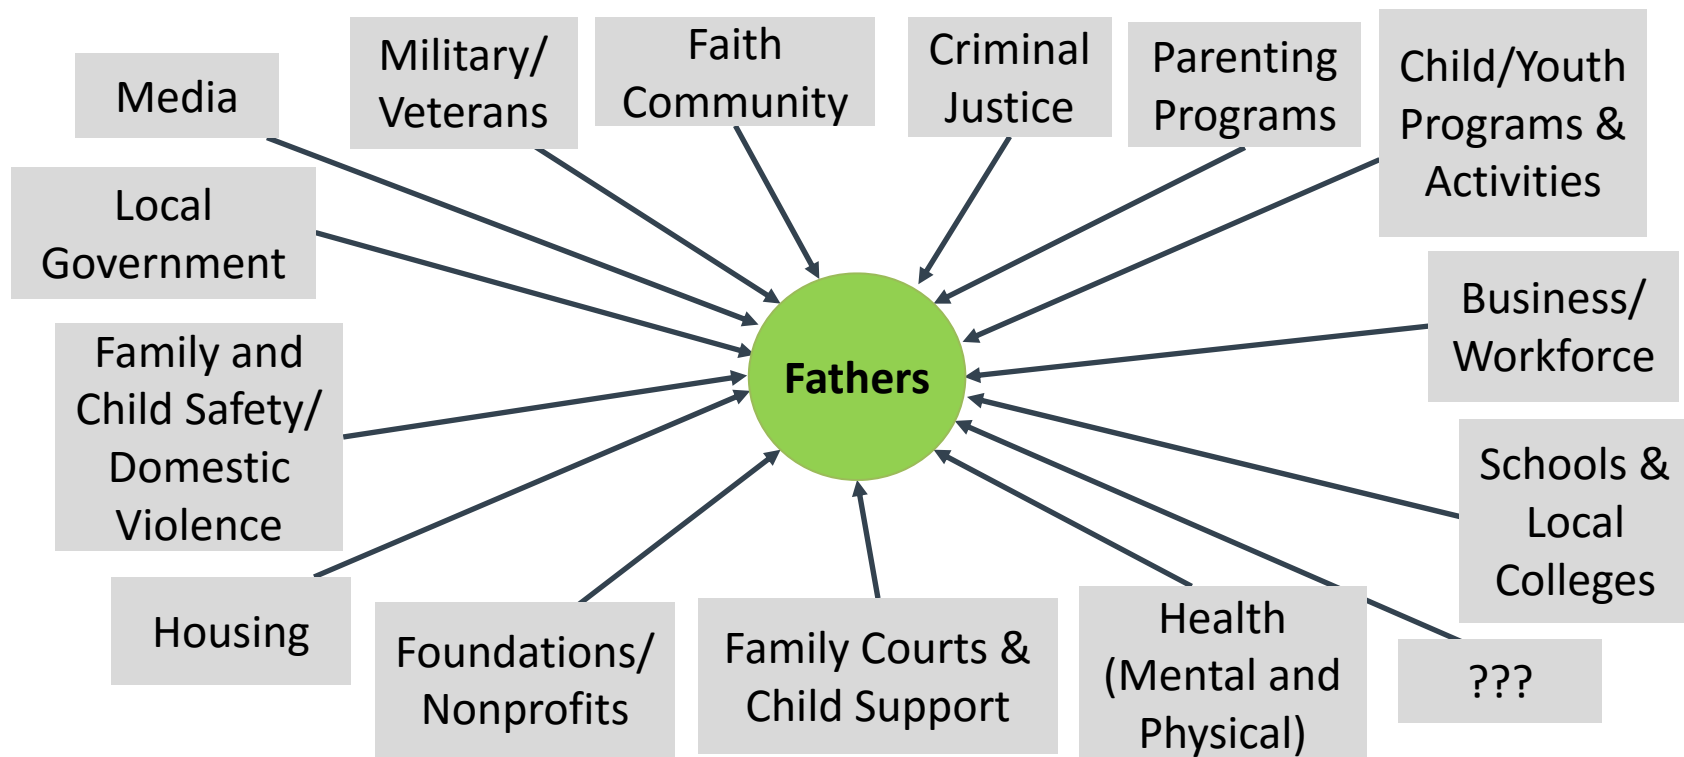 Media
Military/
Veterans
Faith
Community
Criminal
Justice
Parenting
Programs
Child/Youth
Programs &
Activities
Local
Government
Business/
Workforce
Family and
Child Safety/
Domestic
Violence
Fathers
Schools &
Local
Colleges
Housing
Foundations/
Nonprofits
Family Courts &
Child Support
Health
(Mental and
Physical)
???